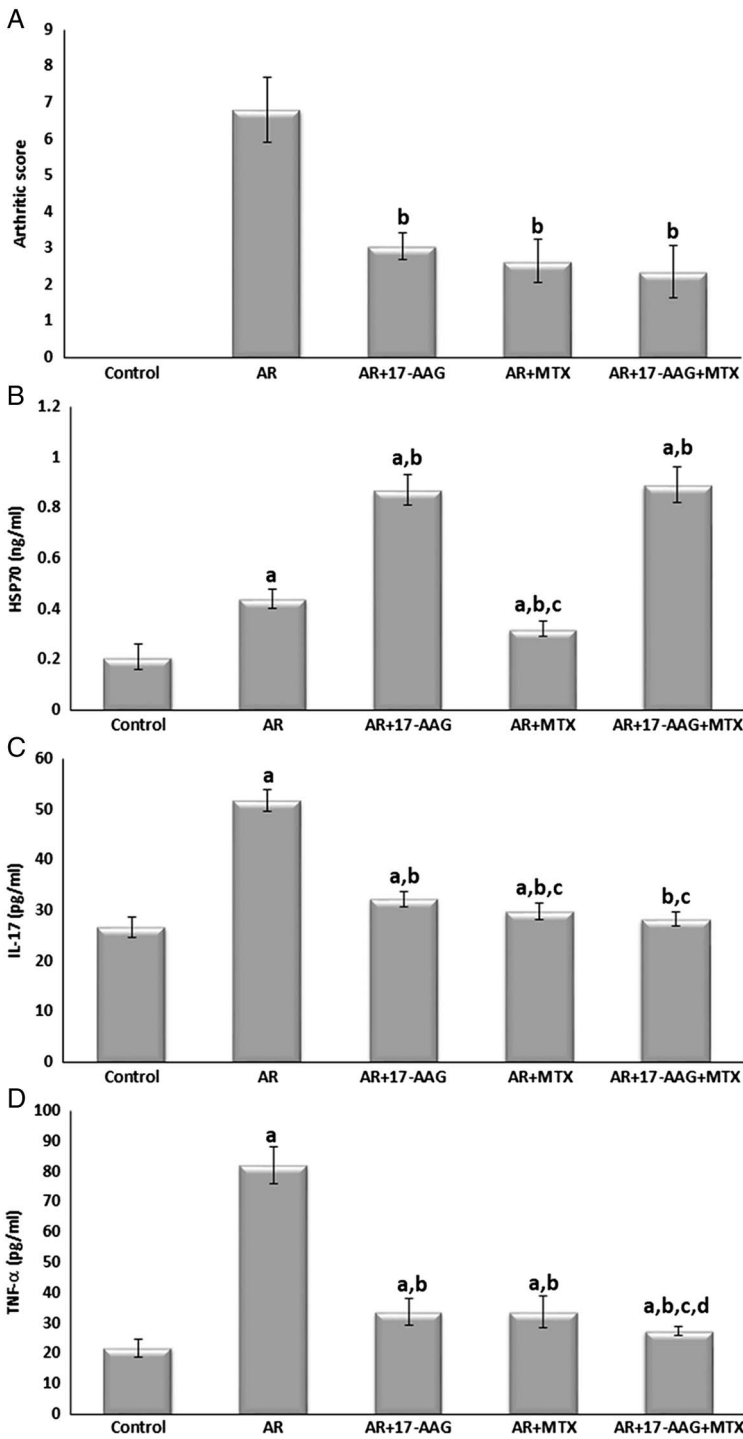 A
9
8
7
6
5
4
3
2
1
0
Arthritic score
b
b
b
Control AR AR+17-AAG AR+MTX AR+17-AAG+MTX
B
1.2
1
0.8
0.6
0.4
0.2
0
HSP70 (ng/ml)
a
a,b
a,b,c
a,b
Control AR AR+17-AAG AR+MTX AR+17-AAG+MTX
C
60
50
40
30
20
10
0
IL-17 (pg/ml)
a
a,b
a,b,c
b,c
Control AR AR+17-AAG AR+MTX AR+17-AAG+MTX
D
100
90
80
70
60
50
40
30
20
10
0
TNF-α (pg/ml)
a
a,b
a,b
a,b,c,d
Control AR AR+17-AAG AR+MTX AR+17-AAG+MTX